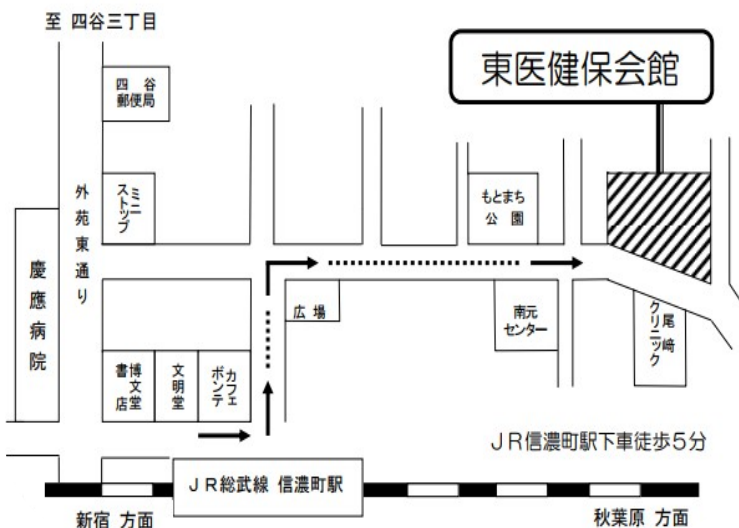 至 四谷三丁目
東医健保会館
四谷
郵便局
ミニ
ストップ
外苑東通り
もとまち
公園
慶應病院
広場
南元
センター
尾﨑
クリニック
博文堂
書店
文明堂
カフェ
ボンテ
JR信濃町駅下車徒歩5分
JR総武線 信濃町駅
新宿 方面
秋葉原 方面